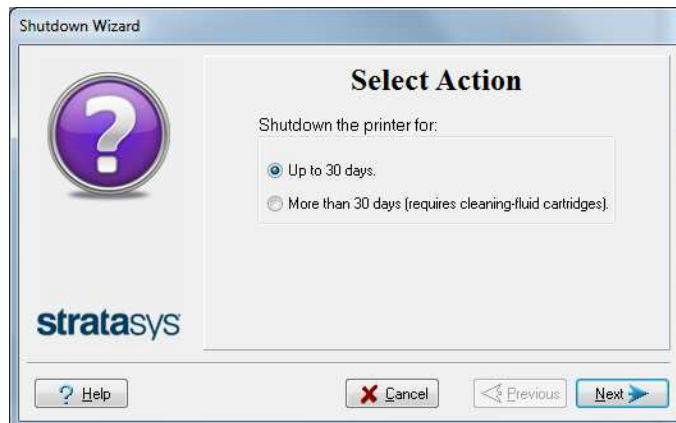 Shutdown Wizard
Select Action
Shutdown the printer for:
Up to 30 days.
More than 30 days (requires cleaning-fluid cartridges).
stratasys
? Help
Cancel
Previous
Next